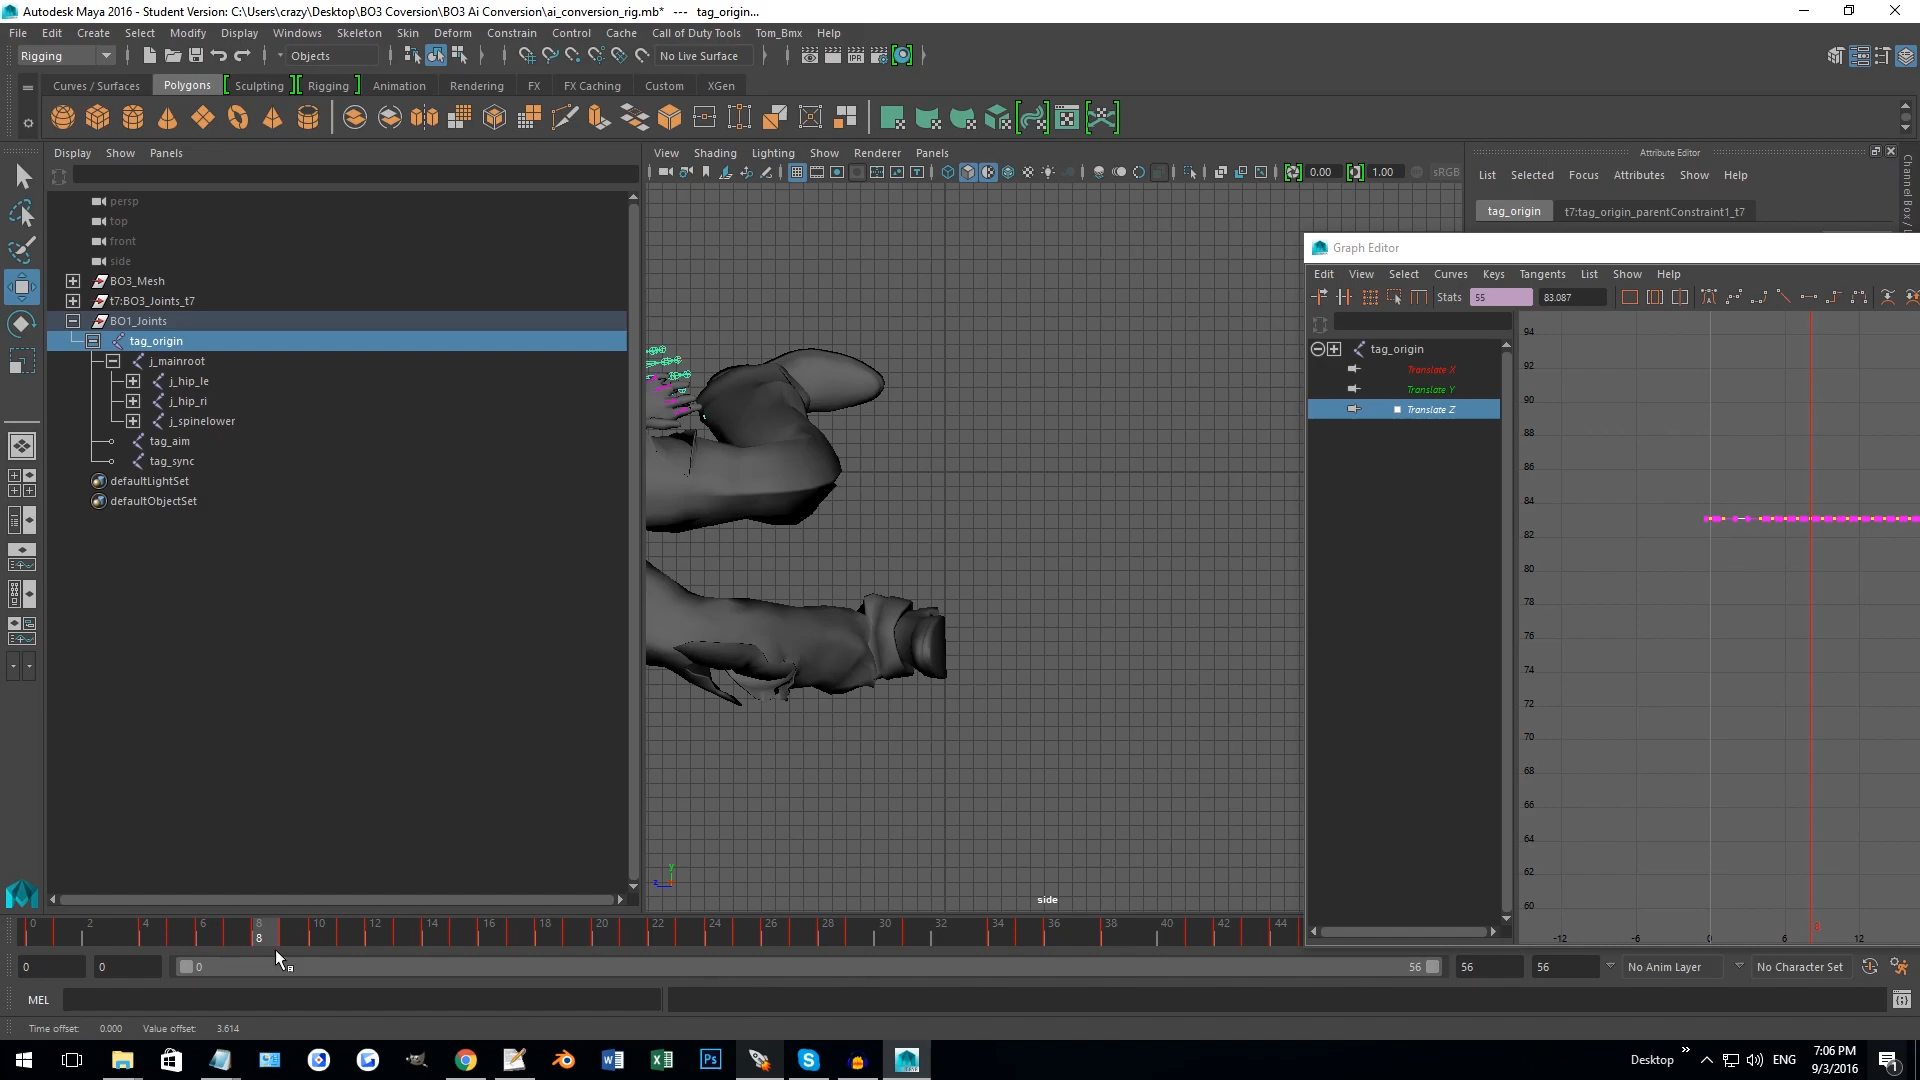 Autodesk Maya 2016 - Student Version: C:\Users\crazy\Desktop\BO3 Coversion\BO3 Ai Conversion\ai_conversion_rig.mb* --- tag_origin...
File Edit Create Select Modify Display Windows Skeleton Skin Deform Constrain Control Cache Call of Duty Tools Tom_Bmx Help
Rigging Objects No Live Surface
Curves / Surfaces Polygons Sculpting Rigging Animation Rendering FX FX Caching Custom XGen
Display Show Panels
View Shading Lighting Show Renderer Panels
0.00 1.00 sRGB
Attribute Editor
List Selected Focus Attributes Show Help
tag_origin t7:tag_origin_parentConstraint1_t7
Channel Box / L
persp
top
front
side
BO3_Mesh
t7:BO3_Joints_t7
BO1_Joints
tag_origin
j_mainroot
j_hip_le
j_hip_ri
j_spinelower
tag_aim
tag_sync
defaultLightSet
defaultObjectSet
y
z
side
Graph Editor
Edit View Select Curves Keys Tangents List Show Help
Stats 55 83.087
tag_origin
Translate X
Translate Y
Translate Z
94
92
90
88
86
84
82
80
78
76
74
72
70
68
66
64
62
60
8
-12 -6 0 6 12
0 2 4 6 8 10 12 14 16 18 20 22 24 26 28 30 32 34 36 38 40 42 44
8
0 0 0 56 56 56 No Anim Layer No Character Set
MEL
Time offset: 0.000 Value offset: 3.614
Desktop ENG 7:06 PM
9/3/2016
1